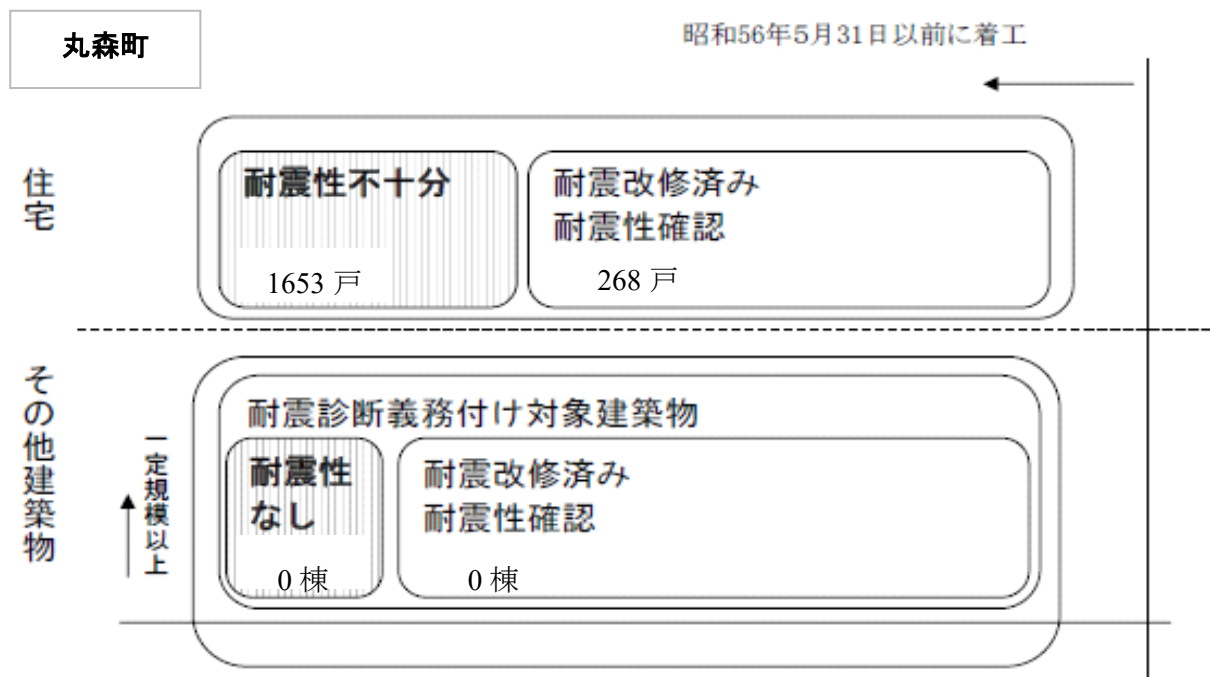 丸森町
昭和56年5月31日以前に着工
住宅
耐震性不十分
1653 戸
耐震改修済み
耐震性確認
268 戸
その他建築物
一定規模以上
耐震診断義務付け対象建築物
耐震性
なし
0 棟
耐震改修済み
耐震性確認
0 棟